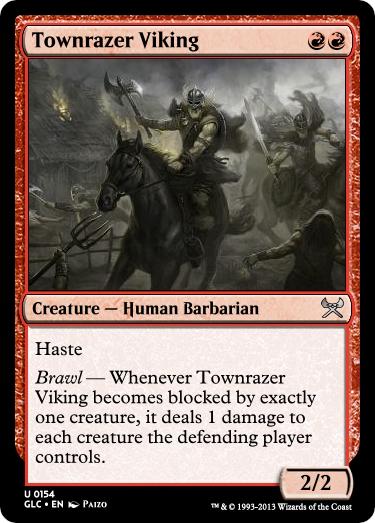 Townrazer Viking
Creature — Human Barbarian
Haste
Brawl — Whenever Townrazer
Viking becomes blocked by exactly
one creature, it deals 1 damage to
each creature the defending player
controls.
2/2
U 0154
GLC • EN Paizo
™ & © 1993-2013 Wizards of the Coast